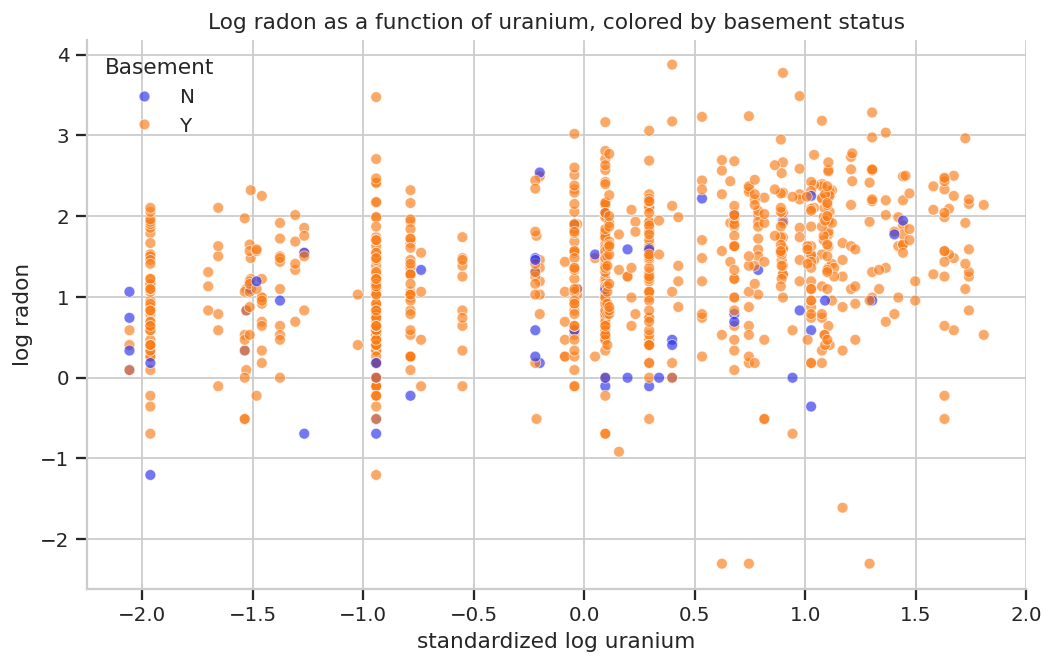 Log radon as a function of uranium, colored by basement status
4
3
2
1
0
−1
−2
log radon
Basement
N
Y
−2.0 −1.5 −1.0 −0.5 0.0 0.5 1.0 1.5 2.0
standardized log uranium